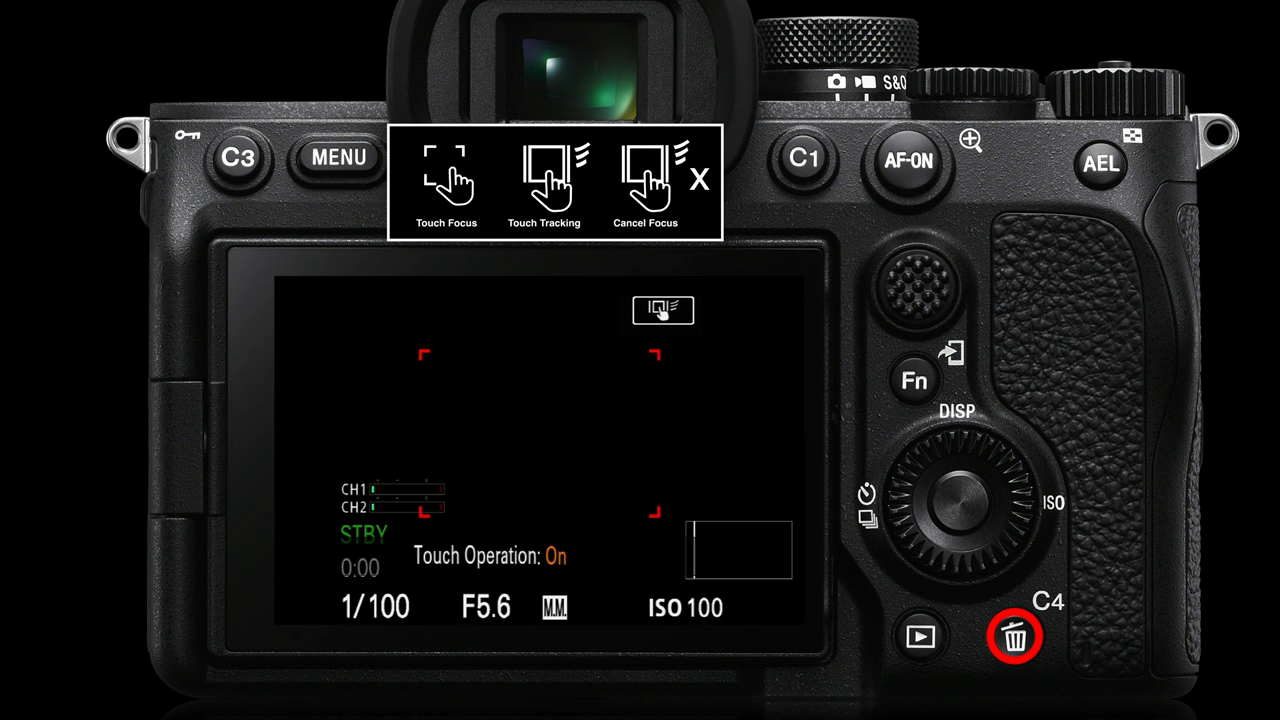 S&Q
C3
MENU
C1
AF-ON
AEL
Touch Focus
Touch Tracking
Cancel Focus
X
Fn
DISP
CH1
CH2
STBY
0:00
Touch Operation: On
ISO
1/100
F5.6
M.M.
ISO 100
C4